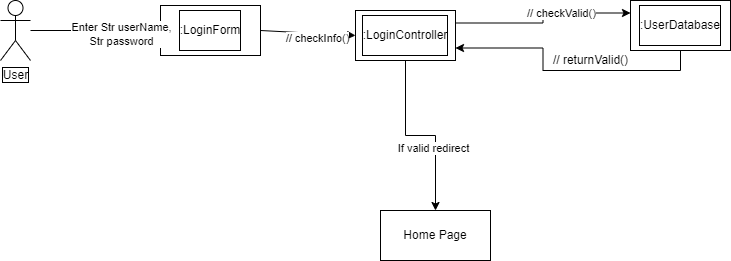 Enter Str userName,
Str password
User
:LoginForm
// checkInfo()
:LoginController
// checkValid()
:UserDatabase
// returnValid()
If valid redirect
Home Page